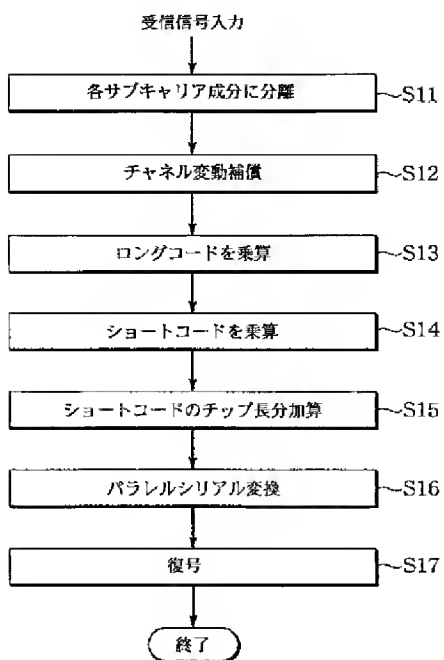 受信信号入力
各サブキャリア成分に分離 ~S11
チャネル変動補償 ~S12
ロングコードを乗算 ~S13
ショートコードを乗算 ~S14
ショートコードのチップ長分加算 ~S15
パラレルシリアル変換 ~S16
復号 ~S17
終了